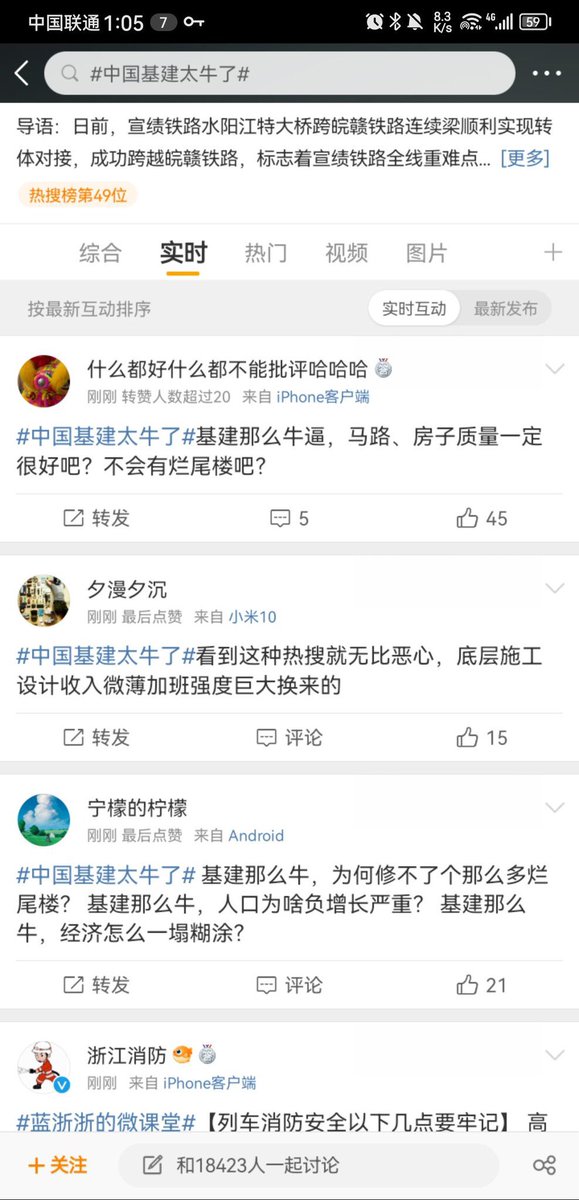 中国联通 1:05 7 8.3 K/s 4G 59
#中国基建太牛了#
导语：日前，宣绩铁路水阳江特大桥跨皖赣铁路连续梁顺利实现转
体对接，成功跨越皖赣铁路，标志着宣绩铁路全线重难点... [更多]
热搜榜第49位
综合 实时 热门 视频 图片
按最新互动排序 实时互动 最新发布
什么都好什么都不能批评哈哈哈
刚刚 转赞人数超过20 来自 iPhone客户端
#中国基建太牛了#基建那么牛逼，马路、房子质量一定
很好吧？不会有烂尾楼吧？
转发 5 45
夕漫夕沉
刚刚 最后点赞 来自 小米10
#中国基建太牛了#看到这种热搜就无比恶心，底层施工
设计收入微薄加班强度巨大换来的
转发 评论 15
宁檬的柠檬
刚刚 最后点赞 来自 Android
#中国基建太牛了# 基建那么牛，为何修不了个那么多烂
尾楼？ 基建那么牛，人口为啥负增长严重？ 基建那么
牛，经济怎么一塌糊涂？
转发 评论 21
浙江消防
刚刚 来自 iPhone客户端
#蓝浙浙的微课堂#【列车消防安全以下几点要牢记】 高
+关注 和18423人一起讨论